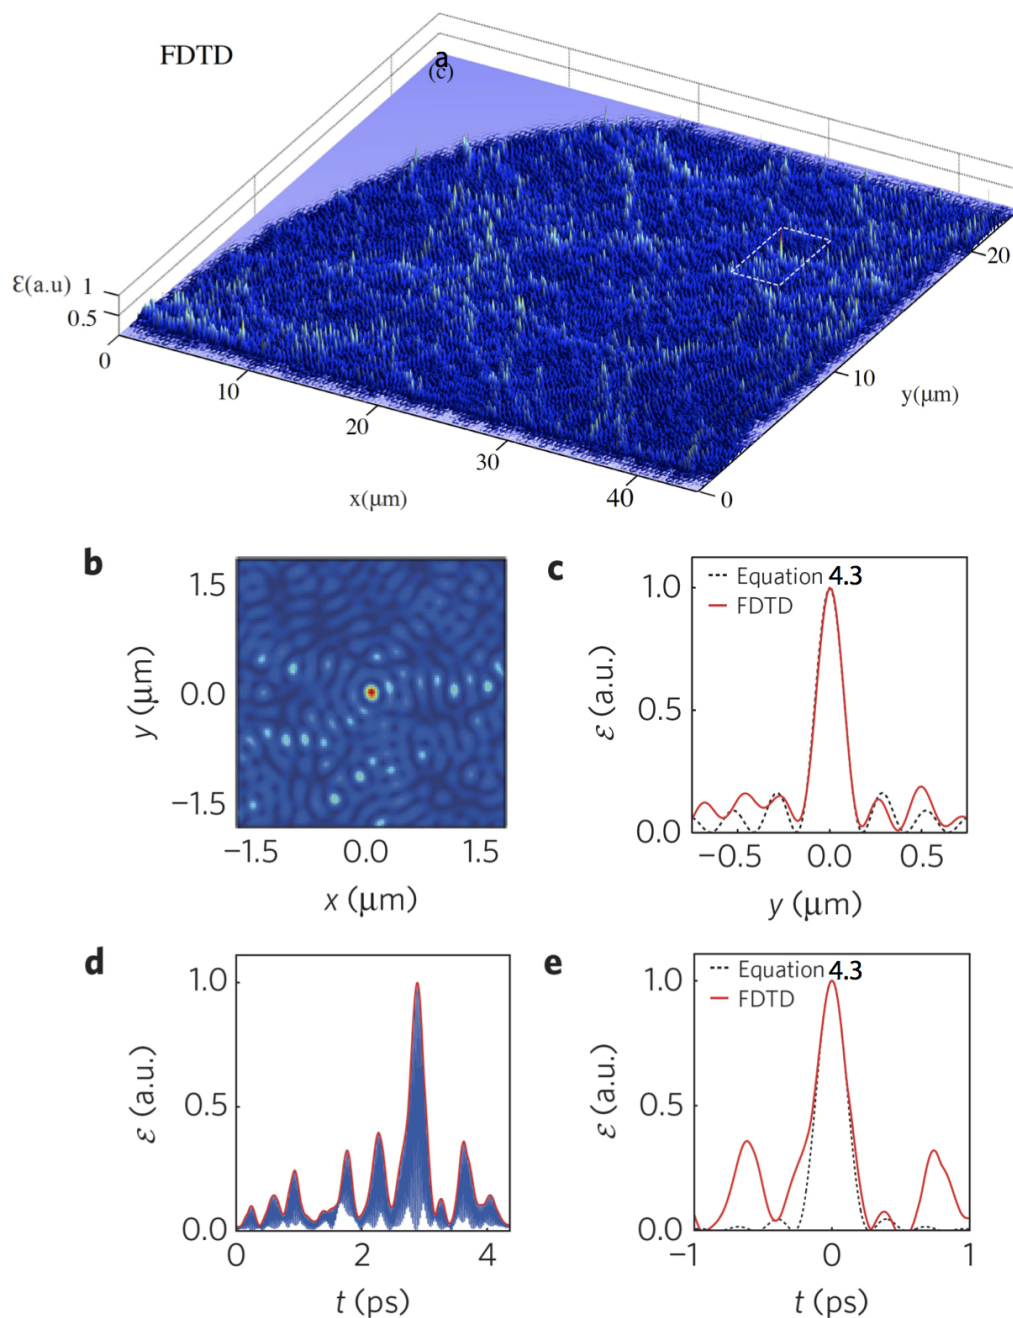 FDTD
a
(c)
ℰ(a.u) 1
0.5
0
10
20
30
40
x(μm)
0
10
20
y(μm)
b
1.5
0.0
−1.5
y (μm)
−1.5 0.0 1.5
x (μm)
c
Equation 4.3
FDTD
1.0
0.5
0.0
ℰ (a.u.)
−0.5 0.0 0.5
y (μm)
d
1.0
0.5
0.0
ℰ (a.u.)
0 2 4
t (ps)
e
Equation 4.3
FDTD
1.0
0.5
0.0
ℰ (a.u.)
−1 0 1
t (ps)